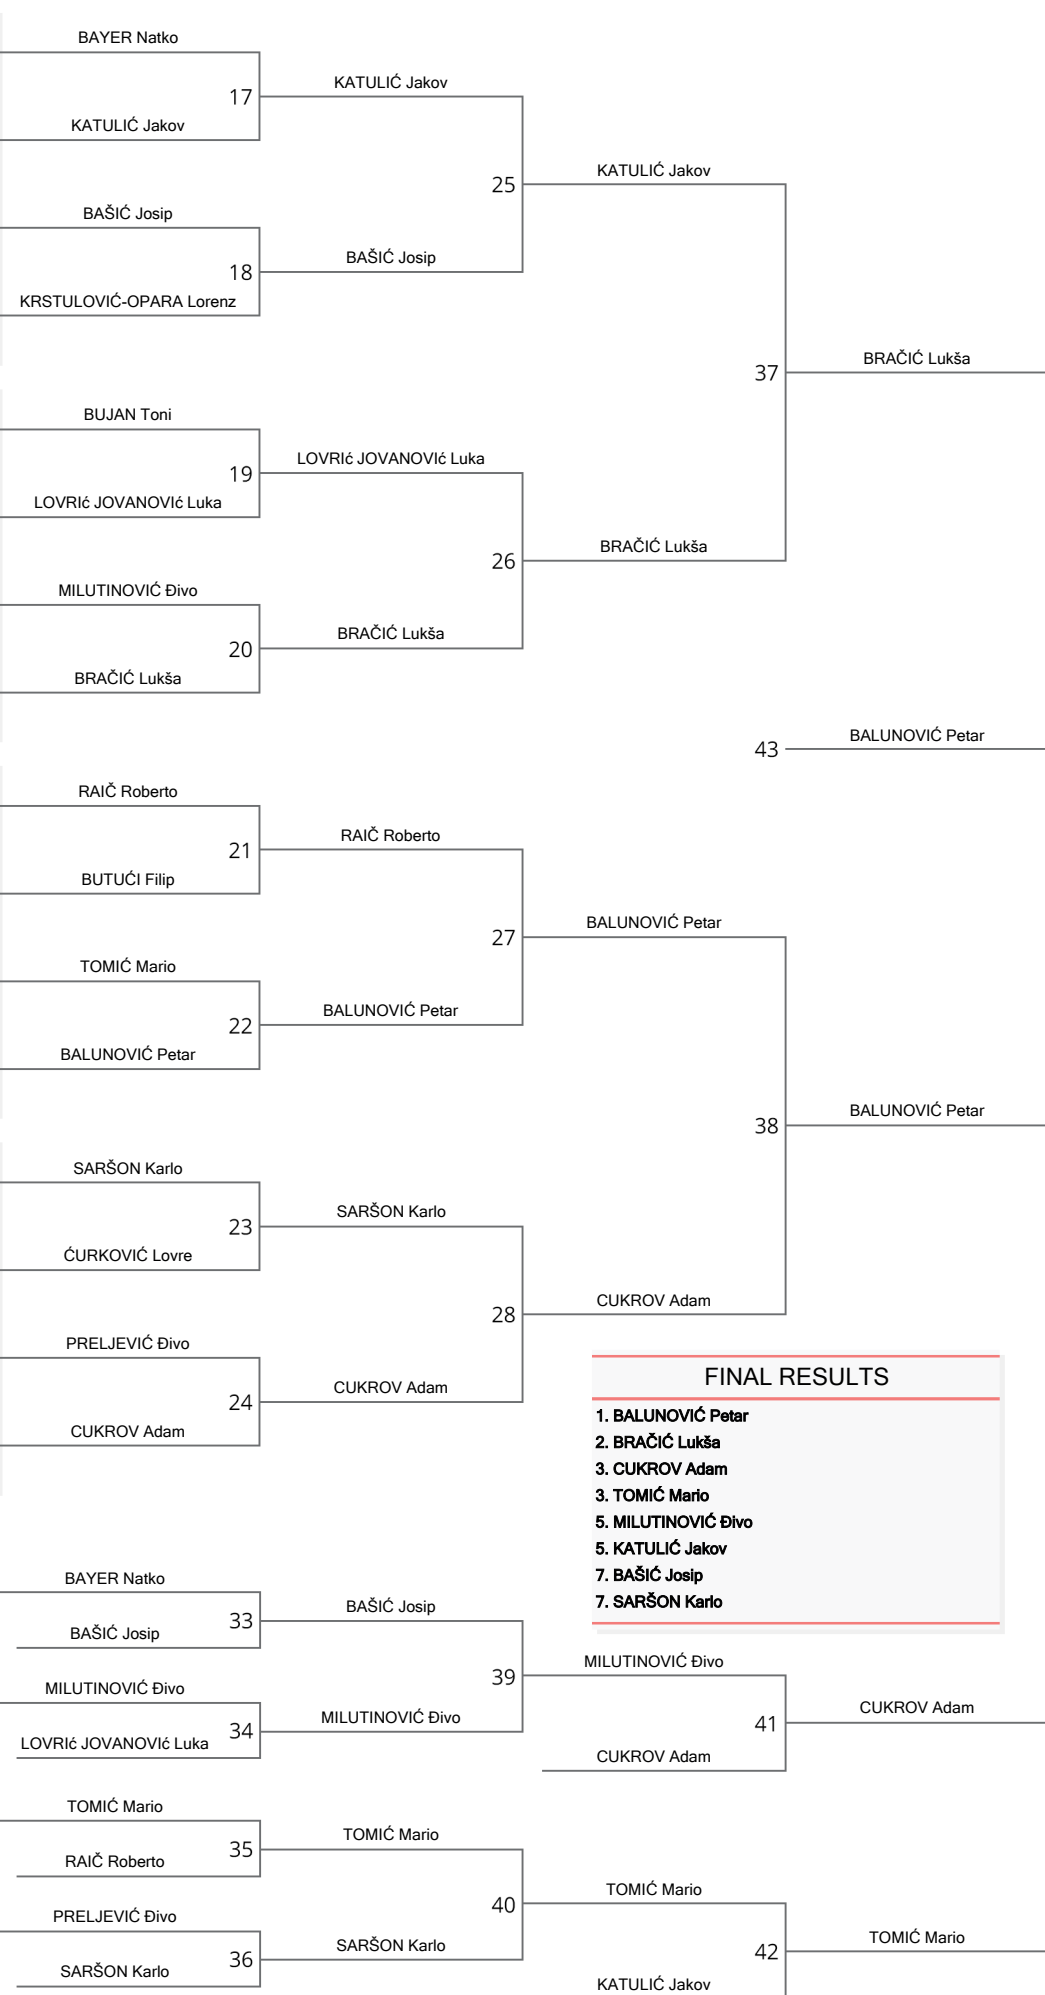 BAYER Natko
KATULIĆ Jakov
17
KATULIĆ Jakov
KATULIĆ Jakov
25
BAŠIĆ Josip
BAŠIĆ Josip
18
KRSTULOVIĆ-OPARA Lorenz
BRAČIĆ Lukša
37
BUJAN Toni
LOVRIć JOVANOVIć Luka
19
LOVRIć JOVANOVIć Luka
BRAČIĆ Lukša
26
MILUTINOVIĆ Đivo
BRAČIĆ Lukša
20
BRAČIĆ Lukša
BALUNOVIĆ Petar
43
RAIČ Roberto
RAIČ Roberto
21
BUTUĆI Filip
BALUNOVIĆ Petar
27
TOMIĆ Mario
BALUNOVIĆ Petar
22
BALUNOVIĆ Petar
BALUNOVIĆ Petar
38
SARŠON Karlo
SARŠON Karlo
23
ĆURKOVIĆ Lovre
CUKROV Adam
28
PRELJEVIĆ Đivo
CUKROV Adam
24
CUKROV Adam
FINAL RESULTS
1. BALUNOVIĆ Petar
2. BRAČIĆ Lukša
3. CUKROV Adam
3. TOMIĆ Mario
5. MILUTINOVIĆ Đivo
5. KATULIĆ Jakov
7. BAŠIĆ Josip
7. SARŠON Karlo
BAYER Natko
BAŠIĆ Josip
33
BAŠIĆ Josip
MILUTINOVIĆ Đivo
39
MILUTINOVIĆ Đivo
MILUTINOVIĆ Đivo
34
LOVRIć JOVANOVIć Luka
CUKROV Adam
41
CUKROV Adam
TOMIĆ Mario
TOMIĆ Mario
35
RAIČ Roberto
TOMIĆ Mario
40
PRELJEVIĆ Đivo
SARŠON Karlo
36
SARŠON Karlo
TOMIĆ Mario
42
KATULIĆ Jakov